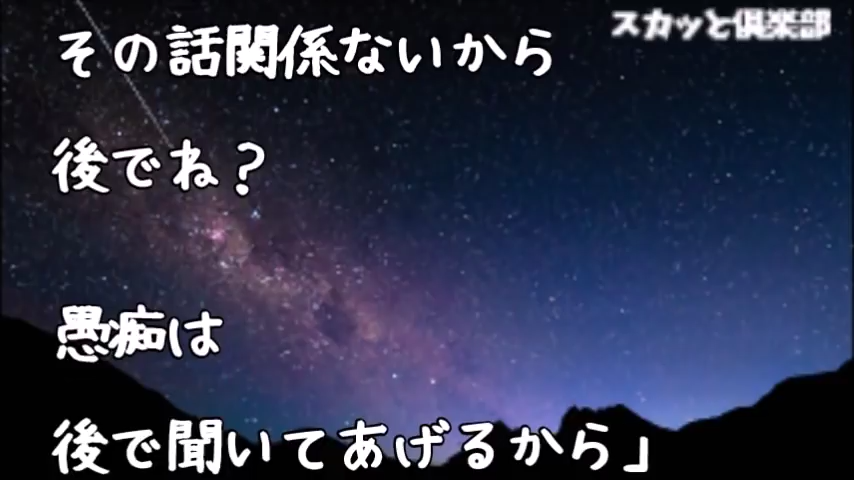 スカッと倶楽部
その話関係ないから
後でね？
愚痴は
後で聞いてあげるから」